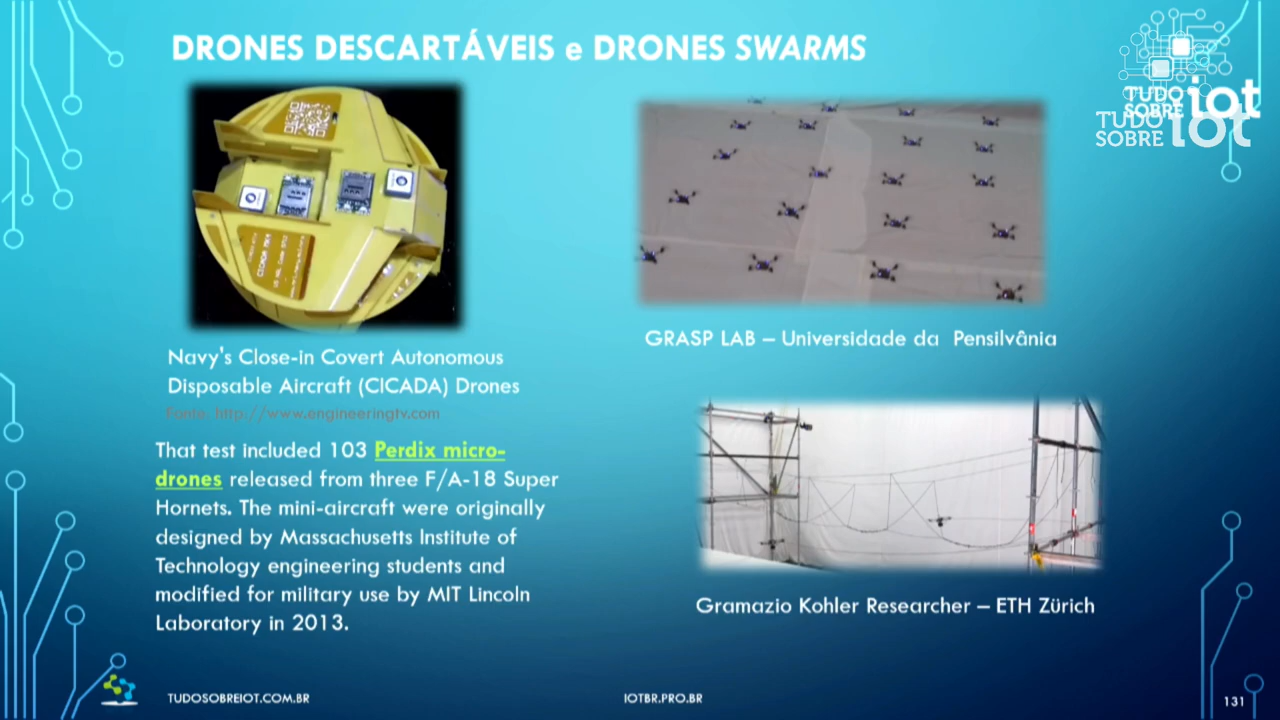 DRONES DESCARTÁVEIS e DRONES SWARMS
TUDO
SOBRE iot
TUDO
SOBRE iot
CICADA MK4
Navy's Close-in Covert Autonomous
Disposable Aircraft (CICADA) Drones
Fonte: http://www.engineeringtv.com
GRASP LAB – Universidade da Pensilvânia
That test included 103 Perdix micro-
drones released from three F/A-18 Super
Hornets. The mini-aircraft were originally
designed by Massachusetts Institute of
Technology engineering students and
modified for military use by MIT Lincoln
Laboratory in 2013.
Gramazio Kohler Researcher – ETH Zürich
TUDOSOBREIOT.COM.BR
IOTBR.PRO.BR
131